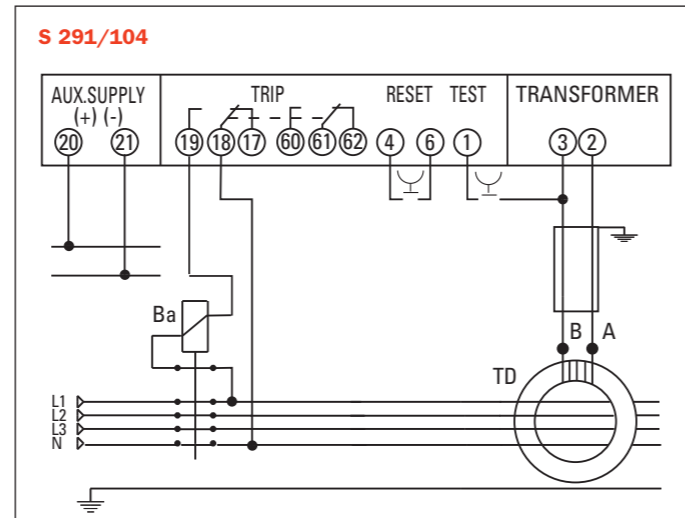 S 291/104
AUX.SUPPLY TRIP RESET TEST TRANSFORMER
(+) (-)
20 21 19 18 17 60 61 62 4 6 1 3 2
Ba
B A
TD
L1
L2
L3
N